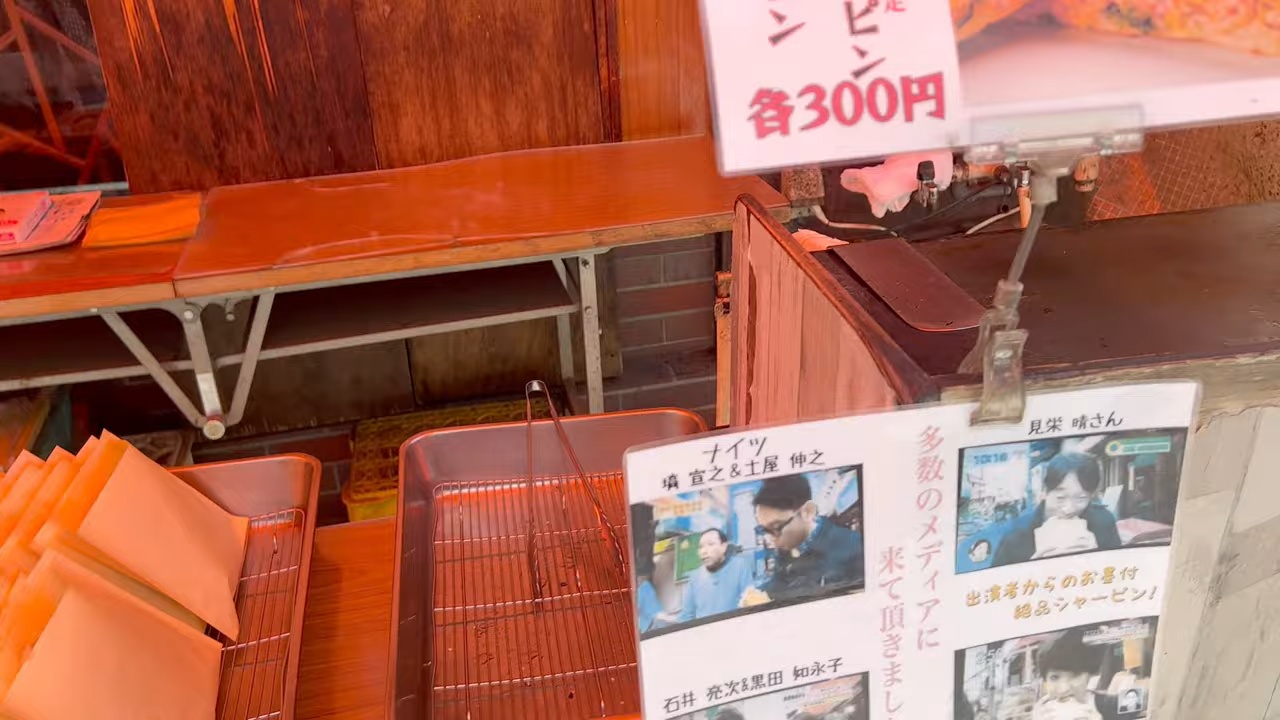 ン
ピン
各300円
ナイツ
塙 宣之&土屋 伸之
多数のメディアに
来て頂きまし
見栄 晴さん
出演者からのお墨付
絶品シャーピン!
石井 亮次&黒田 知永子